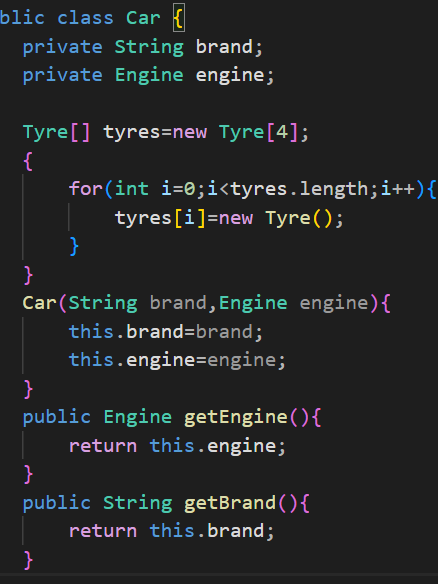 blic class Car {
private String brand;
private Engine engine;
Tyre[] tyres=new Tyre[4];
{
for(int i=0;i<tyres.length;i++){
tyres[i]=new Tyre();
}
}
Car(String brand,Engine engine){
this.brand=brand;
this.engine=engine;
}
public Engine getEngine(){
return this.engine;
}
public String getBrand(){
return this.brand;
}